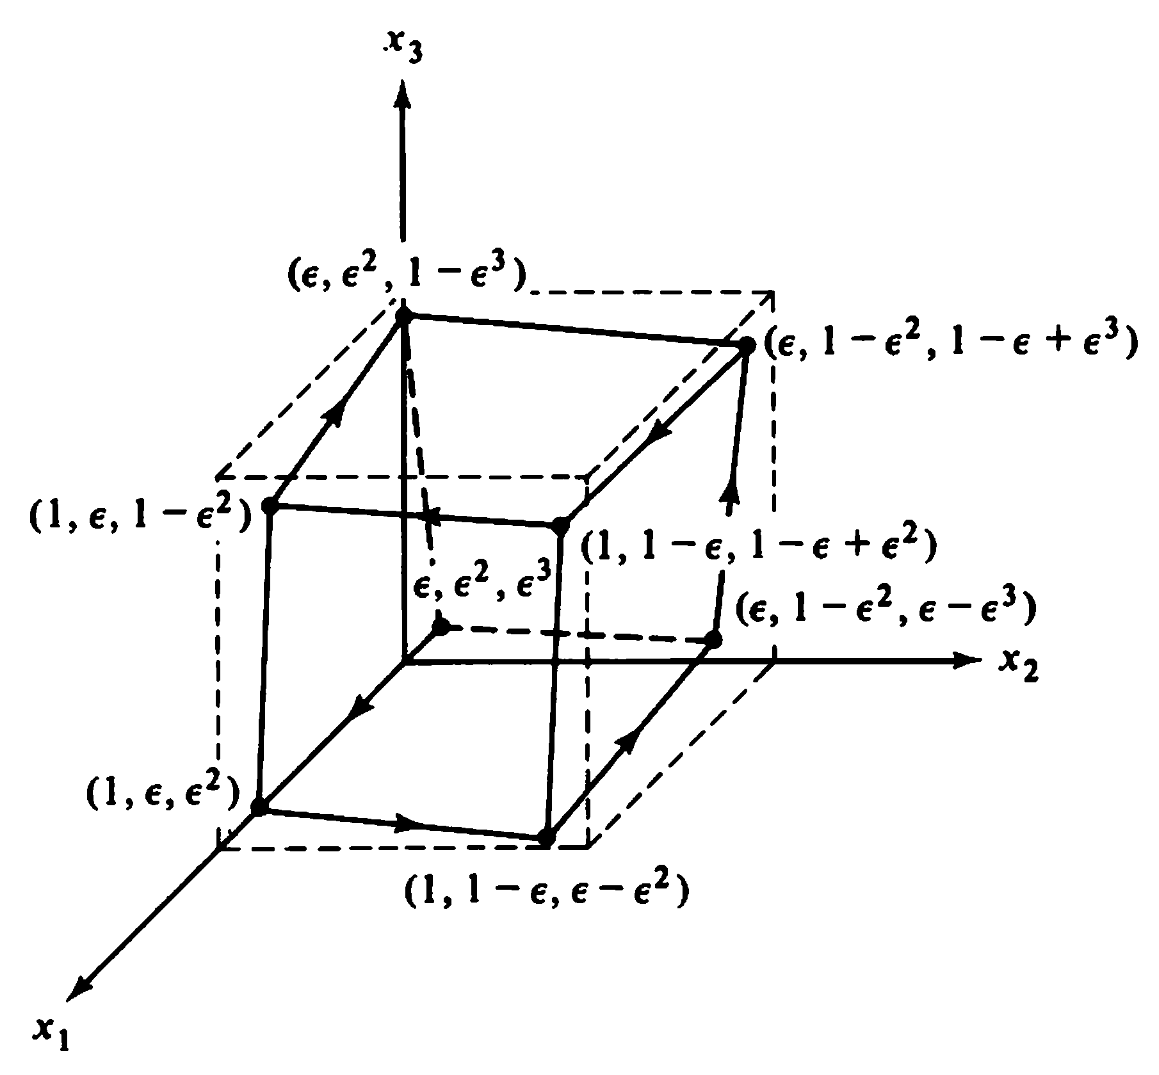 x₃
(ϵ, ϵ², 1 − ϵ³)
(ϵ, 1 − ϵ², 1 − ϵ + ϵ³)
(1, ϵ, 1 − ϵ²)
(1, 1 − ϵ, 1 − ϵ + ϵ²)
ϵ, ϵ², ϵ³
(ϵ, 1 − ϵ², ϵ − ϵ³)
x₂
(1, ϵ, ϵ²)
(1, 1 − ϵ, ϵ − ϵ²)
x₁